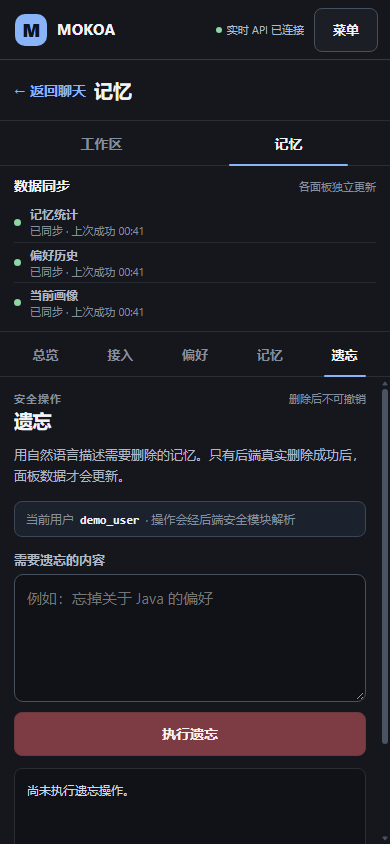 M MOKOA 实时 API 已连接 菜单
← 返回聊天 记忆
工作区 记忆
数据同步 各面板独立更新
记忆统计
已同步 · 上次成功 00:41
偏好历史
已同步 · 上次成功 00:41
当前画像
已同步 · 上次成功 00:41
总览 接入 偏好 记忆 遗忘
安全操作 删除后不可撤销
遗忘
用自然语言描述需要删除的记忆。只有后端真实删除成功后，
面板数据才会更新。
当前用户 demo_user · 操作会经后端安全模块解析
需要遗忘的内容
例如：忘掉关于 Java 的偏好
执行遗忘
尚未执行遗忘操作。